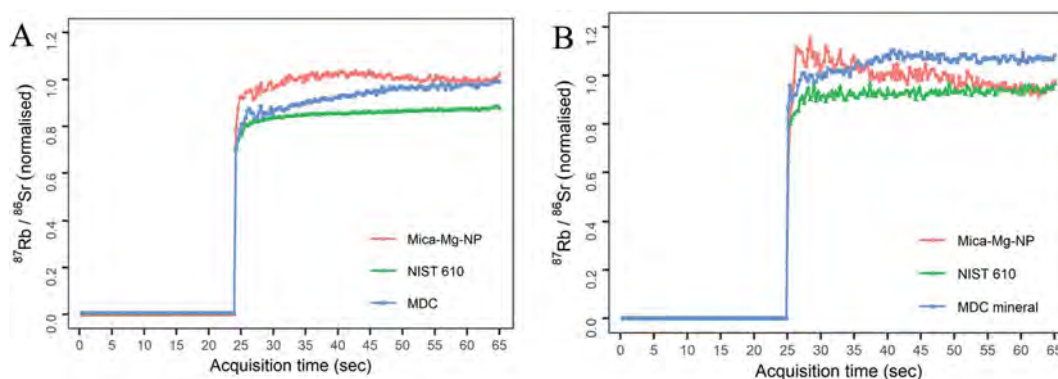 A
⁸⁷Rb / ⁸⁶Sr (normalised)
1.2
1.0
0.8
0.6
0.4
0.2
0.0
Mica-Mg-NP
NIST 610
MDC
0 5 10 15 20 25 30 35 40 45 50 55 60 65
Acquisition time (sec)
B
⁸⁷Rb / ⁸⁶Sr (normalised)
1.2
1.0
0.8
0.6
0.4
0.2
0.0
Mica-Mg-NP
NIST 610
MDC mineral
0 5 10 15 20 25 30 35 40 45 50 55 60 65
Acquisition time (sec)